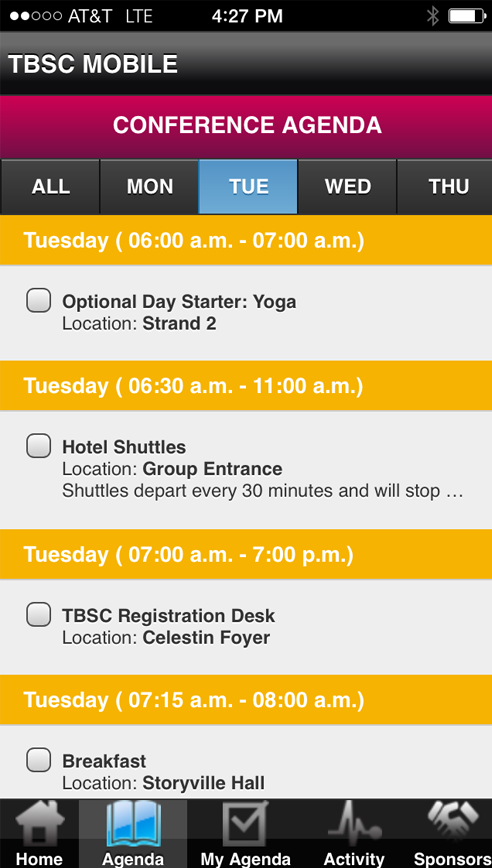 AT&T LTE 4:27 PM
TBSC MOBILE
CONFERENCE AGENDA
ALL MON TUE WED THU
Tuesday ( 06:00 a.m. - 07:00 a.m.)
Optional Day Starter: Yoga
Location: Strand 2
Tuesday ( 06:30 a.m. - 11:00 a.m.)
Hotel Shuttles
Location: Group Entrance
Shuttles depart every 30 minutes and will stop …
Tuesday ( 07:00 a.m. - 7:00 p.m.)
TBSC Registration Desk
Location: Celestin Foyer
Tuesday ( 07:15 a.m. - 08:00 a.m.)
Breakfast
Location: Storyville Hall
Home Agenda My Agenda Activity Sponsors